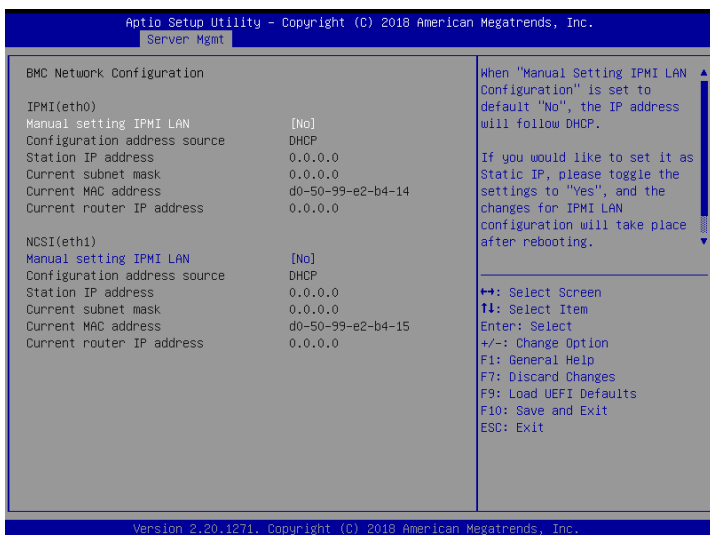 Aptio Setup Utility – Copyright (C) 2018 American Megatrends, Inc.
Server Mgmt
BMC Network Configuration
IPMI(eth0)
Manual setting IPMI LAN [No]
Configuration address source DHCP
Station IP address 0.0.0.0
Current subnet mask 0.0.0.0
Current MAC address d0-50-99-e2-b4-14
Current router IP address 0.0.0.0
NCSI(eth1)
Manual setting IPMI LAN [No]
Configuration address source DHCP
Station IP address 0.0.0.0
Current subnet mask 0.0.0.0
Current MAC address d0-50-99-e2-b4-15
Current router IP address 0.0.0.0
When "Manual Setting IPMI LAN
Configuration" is set to
default "No", the IP address
will follow DHCP.
If you would like to set it as
Static IP, please toggle the
settings to "Yes", and the
changes for IPMI LAN
configuration will take place
after rebooting.
↔: Select Screen
↑↓: Select Item
Enter: Select
+/-: Change Option
F1: General Help
F7: Discard Changes
F9: Load UEFI Defaults
F10: Save and Exit
ESC: Exit
Version 2.20.1271. Copyright (C) 2018 American Megatrends, Inc.